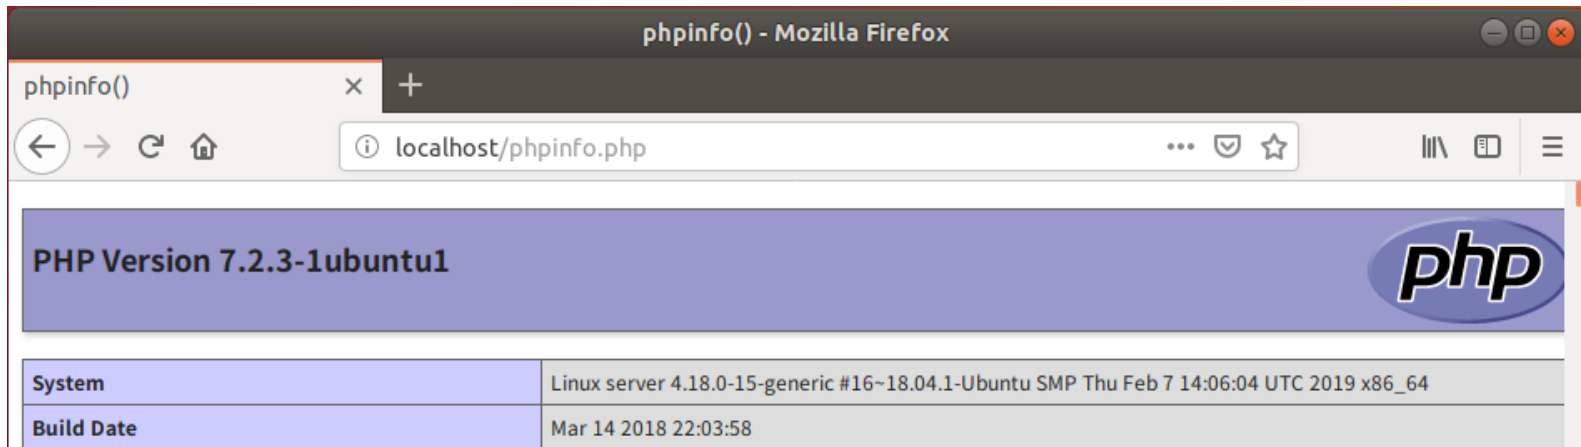 phpinfo() - Mozilla Firefox
phpinfo()
localhost/phpinfo.php
PHP Version 7.2.3-1ubuntu1
php
System Linux server 4.18.0-15-generic #16~18.04.1-Ubuntu SMP Thu Feb 7 14:06:04 UTC 2019 x86_64
Build Date Mar 14 2018 22:03:58